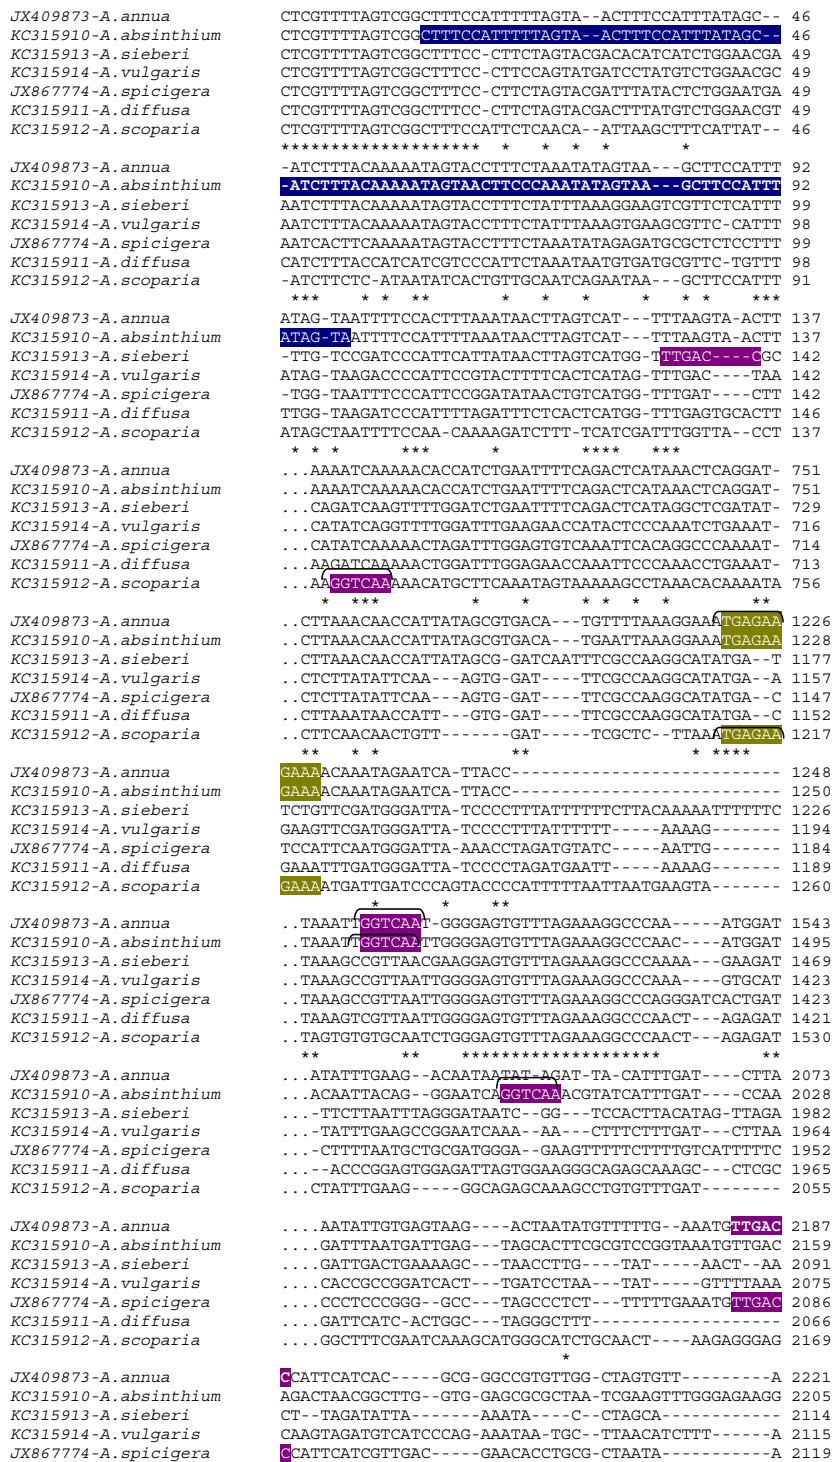 JX409873-A.annua CTCGTTTTAGTCGGCTTTCCATTTTTAGTA--ACTTTCCATTTATAGC-- 46
KC315910-A.absinthium CTCGTTTTAGTCGGCTTTCCATTTTTAGTA--ACTTTCCATTTATAGC-- 46
KC315913-A.sieberi CTCGTTTTAGTCGGCTTTCC-CTTCTAGTACGACACATCATCTGGAACGA 49
KC315914-A.vulgaris CTCGTTTTAGTCGGCTTTCC-CTTCCAGTATGATCCTATGTCTGGAACGC 49
JX867774-A.spicigera CTCGTTTTAGTCGGCTTTCC-CTTCTAGTACGATTTATACTCTGGAATGA 49
KC315911-A.diffusa CTCGTTTTAGTCGGCTTTCC-CTTCTAGTACGACTTTATGTCTGGAACGT 49
KC315912-A.scoparia CTCGTTTTAGTCGGCTTTCCATTCTCAACA--ATTAAGCTTTCATTAT-- 46
******************** * * * * *
JX409873-A.annua -ATCTTTACAAAAATAGTACCTTTCTAAATATAGTAA---GCTTCCATTT 92
KC315910-A.absinthium -ATCTTTACAAAAATAGTAACTTCCCAAATATAGTAA---GCTTCCATTT 92
KC315913-A.sieberi AATCTTTACAAAAATAGTACCTTTCTATTTAAAGGAAGTCGTTCTCATTT 99
KC315914-A.vulgaris AATCTTTACAAAAATAGTACCTTTCTATTTAAAGTGAAGCGTTC-CATTT 98
JX867774-A.spicigera AATCACTTCAAAAATAGTACCTTTCTAAATATAGAGATGCGCTCTCCTTT 99
KC315911-A.diffusa CATCTTTACCATCATCGTCCCATTCTAAATAATGTGATGCGTTC-TGTTT 98
KC315912-A.scoparia -ATCTTCTC-ATAATATCACTGTTGCAATCAGAATAA---GCTTCCATTT 91
*** * * ** * * * * * * ***
JX409873-A.annua ATAG-TAATTTTCCACTTTAAATAACTTAGTCAT---TTTAAGTA-ACTT 137
KC315910-A.absinthium ATAG-TAATTTTCCATTTTAAATAACTTAGTCAT---TTTAAGTA-ACTT 137
KC315913-A.sieberi -TTG-TCCGATCCCATTCATTATAACTTAGTCATGG-TTTGAC----CGC 142
KC315914-A.vulgaris ATAG-TAAGACCCCATTCCGTACTTTTCACTCATAG-TTTGAC----TAA 142
JX867774-A.spicigera -TGG-TAATTTCCCATTCCGGATATAACTGTCATGG-TTTGAT----CTT 142
KC315911-A.diffusa TTGG-TAAGATCCCATTTTAGATTTCTCACTCATGG-TTTGAGTGCACTT 146
KC315912-A.scoparia ATAGCTAATTTTCCAA-CAAAAGATCTTT-TCATCGATTTGGTTA--CCT 137
* * * *** * **** ***
JX409873-A.annua ...AAAATCAAAAACACCATCTGAATTTTCAGACTCATAAACTCAGGAT- 751
KC315910-A.absinthium ...AAAATCAAAAACACCATCTGAATTTTCAGACTCATAAACTCAGGAT- 751
KC315913-A.sieberi ...CAGATCAAGTTTTGGATCTGAATTTTCAGACTCATAGGCTCGATAT- 729
KC315914-A.vulgaris ...CATATCAGGTTTTGGATTTGAAGAACCATACTCCCAAATCTGAAAT- 716
JX867774-A.spicigera ...CATATCAAAAACTAGATTTGGAGTGTCAAATTCACAGGCCCAAAAT- 714
KC315911-A.diffusa ...AAGATCAAAAACTGGATTTGGAGAACCAAATTCCCAAACCTGAAAT- 713
KC315912-A.scoparia ...AAGGTCAAAAACATGCTTCAAATAGTAAAAAGCCTAAACACAAAATA 756
* *** * * * * * * **
JX409873-A.annua ..CTTAAACAACCATTATAGCGTGACA---TGTTTTAAAGGAAATGAGAA 1226
KC315910-A.absinthium ..CTTAAACAACCATTATAGCGTGACA---TGAATTAAAGGAAATGAGAA 1228
KC315913-A.sieberi ..CTTAAACAACCATTATAGCG-GATCAATTTCGCCAAGGCATATGA--T 1177
KC315914-A.vulgaris ..CTCTTATATTCAA---AGTG-GAT----TTCGCCAAGGCATATGA--A 1157
JX867774-A.spicigera ..CTCTTATATTCAA---AGTG-GAT----TTCGCCAAGGCATATGA--C 1147
KC315911-A.diffusa ..CTTAAATAACCATT---GTG-GAT----TTCGCCAAGGCATATGA--C 1152
KC315912-A.scoparia ..CTTCAACAACTGTT-------GAT----TCGCTC--TTAAATGAGAA 1217
** * * ** * ****
JX409873-A.annua GAAAACAAATAGAATCA-TTACC--------------------------- 1248
KC315910-A.absinthium GAAAACAAATAGAATCA-TTACC--------------------------- 1250
KC315913-A.sieberi TCTGTTCGATGGGATTA-TCCCCTTTATTTTTTCTTACAAAAATTTTTTC 1226
KC315914-A.vulgaris GAAGTTCGATGGGATTA-TCCCCTTTATTTTTT-----AAAAG------- 1194
JX867774-A.spicigera TCCATTCAATGGGATTA-AAACCTAGATGTATC-----AATTG------- 1184
KC315911-A.diffusa GAAATTTGATGGGATTA-TCCCCTAGATGAATT-----AAAAG------- 1189
KC315912-A.scoparia GAAAATGATTGATCCCAGTACCCCATTTTTAATTAATGAAGTA------- 1260
* * **
JX409873-A.annua ..TAAATTTGGTCAAT-GGGGAGTGTTTAGAAAGGCCCAA-----ATGGAT 1543
KC315910-A.absinthium ..TAAATTTGGTCAATTGGGGAGTGTTTAGAAAGGCCCAAC----ATGGAT 1495
KC315913-A.sieberi ..TAAAGCCGTTAACGAAGGAGTGTTTAGAAAGGCCCAAAA---GAAGAT 1469
KC315914-A.vulgaris ..TAAAGCCGTTAATTGGGGAGTGTTTAGAAAGGCCCAAA----GTGCAT 1423
JX867774-A.spicigera ..TAAAGCCGTTAATTGGGGAGTGTTTAGAAAGGCCCAGGGATCACTGAT 1421
KC315911-A.diffusa ..TAAAGTCGTTAATTGGGGAGTGTTTAGAAAGGCCCAACT---AGAGAT 1421
KC315912-A.scoparia ..TAGTGTGTGCAATCTGGGAGTGTTTAGAAAGGCCCAACT---AGAGAT 1530
** ** ******************** **
JX409873-A.annua ...ATATTTGAAG--ACAATAATAT-AGAT-TA-CATTTGAT----CTTA 2073
KC315910-A.absinthium ...ACAATTACAG--GGAATCAGGTCAAACGTATCATTTGAT----CCAA 2028
KC315913-A.sieberi ...-TTCTTAATTTAGGGATAATC--GG---TCCACTTACATAG-TTAGA 1982
KC315914-A.vulgaris ...-TATTTGAAGCCGGAATCAAA--AA---CTTTCTTTGAT---CTTAA 1964
JX867774-A.spicigera ...-CTTTTAATGCTGCGATGGGA--GAAGTTTTTCTTTTGTCATTTTTC 1952
KC315911-A.diffusa ...--ACCCGGAGTGGAGATTAGTGGAAGGGCAGAGCAAAGC---CTCGC 1965
KC315912-A.scoparia ...CTATTTGAAG-----GGCAGAGCAAAGCCTGTGTTTGAT-------- 2055
JX409873-A.annua ....AATATTGTGAGTAAG----ACTAATATGTTTTTG--AAATGTTGAC 2187
KC315910-A.absinthium ....GATTTAATGATTGAG---TAGCACTTCGCGTCCGGTAAATGTTGAC 2159
KC315913-A.sieberi ....GATTGACTGAAAAGC---TAACCTTG----TAT----AACT--AA 2091
KC315914-A.vulgaris ....CACCGCCGGATCACT---TGATCCTAA---TAT----GTTTTAAA 2075
JX867774-A.spicigera ....CCCTCCCGGG--GCC---TAGCCCTCT--TTTTTGAAATGTTGAC 2086
KC315911-A.diffusa ....GATTCATC-ACTGGC---TAGGGCTTT------------------- 2066
KC315912-A.scoparia ....GGCTTTCGAATCAAAGCATGGGCATCTGCAACT----AAGAGGGAG 2169
*
JX409873-A.annua CCATTCATCAC-----GCG-GGCCGTGTTGG-CTAGTGTT---------A 2221
KC315910-A.absinthium AGACTAACGGCTTG--GTG-GAGCGCGCTAA-TCGAAGTTTGGGAGAAGG 2205
KC315913-A.sieberi CT--TAGATATTA-------AAATA---C--CTAGCA------------ 2114
KC315914-A.vulgaris CAAGTAGATGTCATCCCAG-AAATAA-TGC--TTAACATCTTT------A 2115
JX867774-A.spicigera CCATTCATCGTTGAC-----GAACACCTGCG-CTAATA-----------A 2119